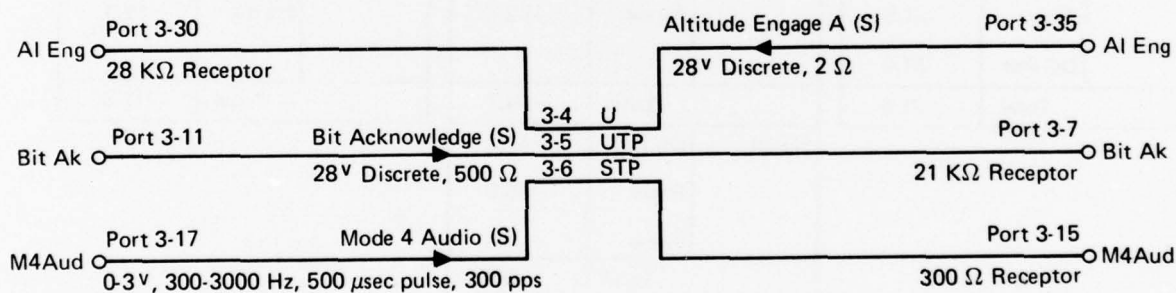 Port 3-30 Altitude Engage A (S) Port 3-35
Al Eng Al Eng
28 KΩ Receptor 28ᵛ Discrete, 2 Ω
3-4 U
Port 3-11 Bit Acknowledge (S) 3-5 UTP Port 3-7
Bit Ak Bit Ak
28ᵛ Discrete, 500 Ω 3-6 STP 21 KΩ Receptor
Port 3-17 Mode 4 Audio (S) Port 3-15
M4Aud M4Aud
0-3 ᵛ, 300-3000 Hz, 500 μsec pulse, 300 pps 300 Ω Receptor